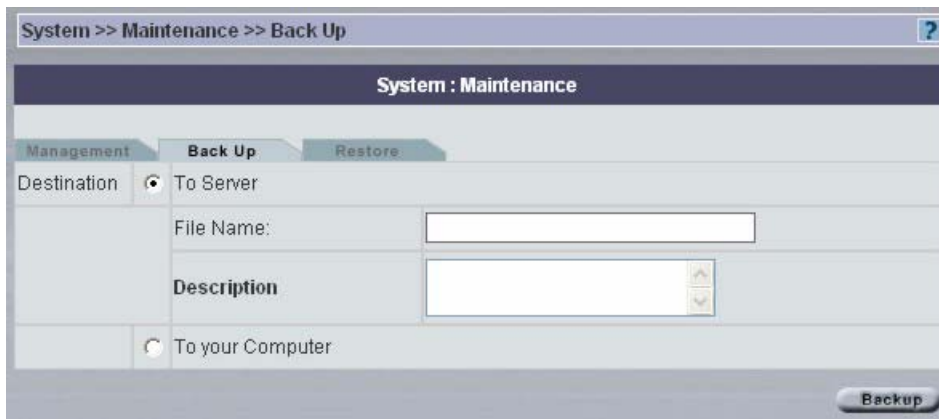 System >> Maintenance >> Back Up ?
System : Maintenance
Management Back Up Restore
Destination To Server
File Name:
Description
To your Computer
Backup